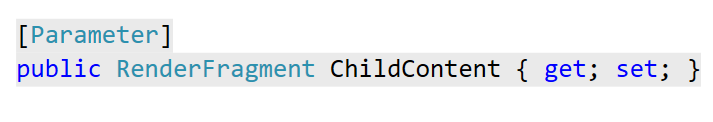 [Parameter]
public RenderFragment ChildContent { get; set; }